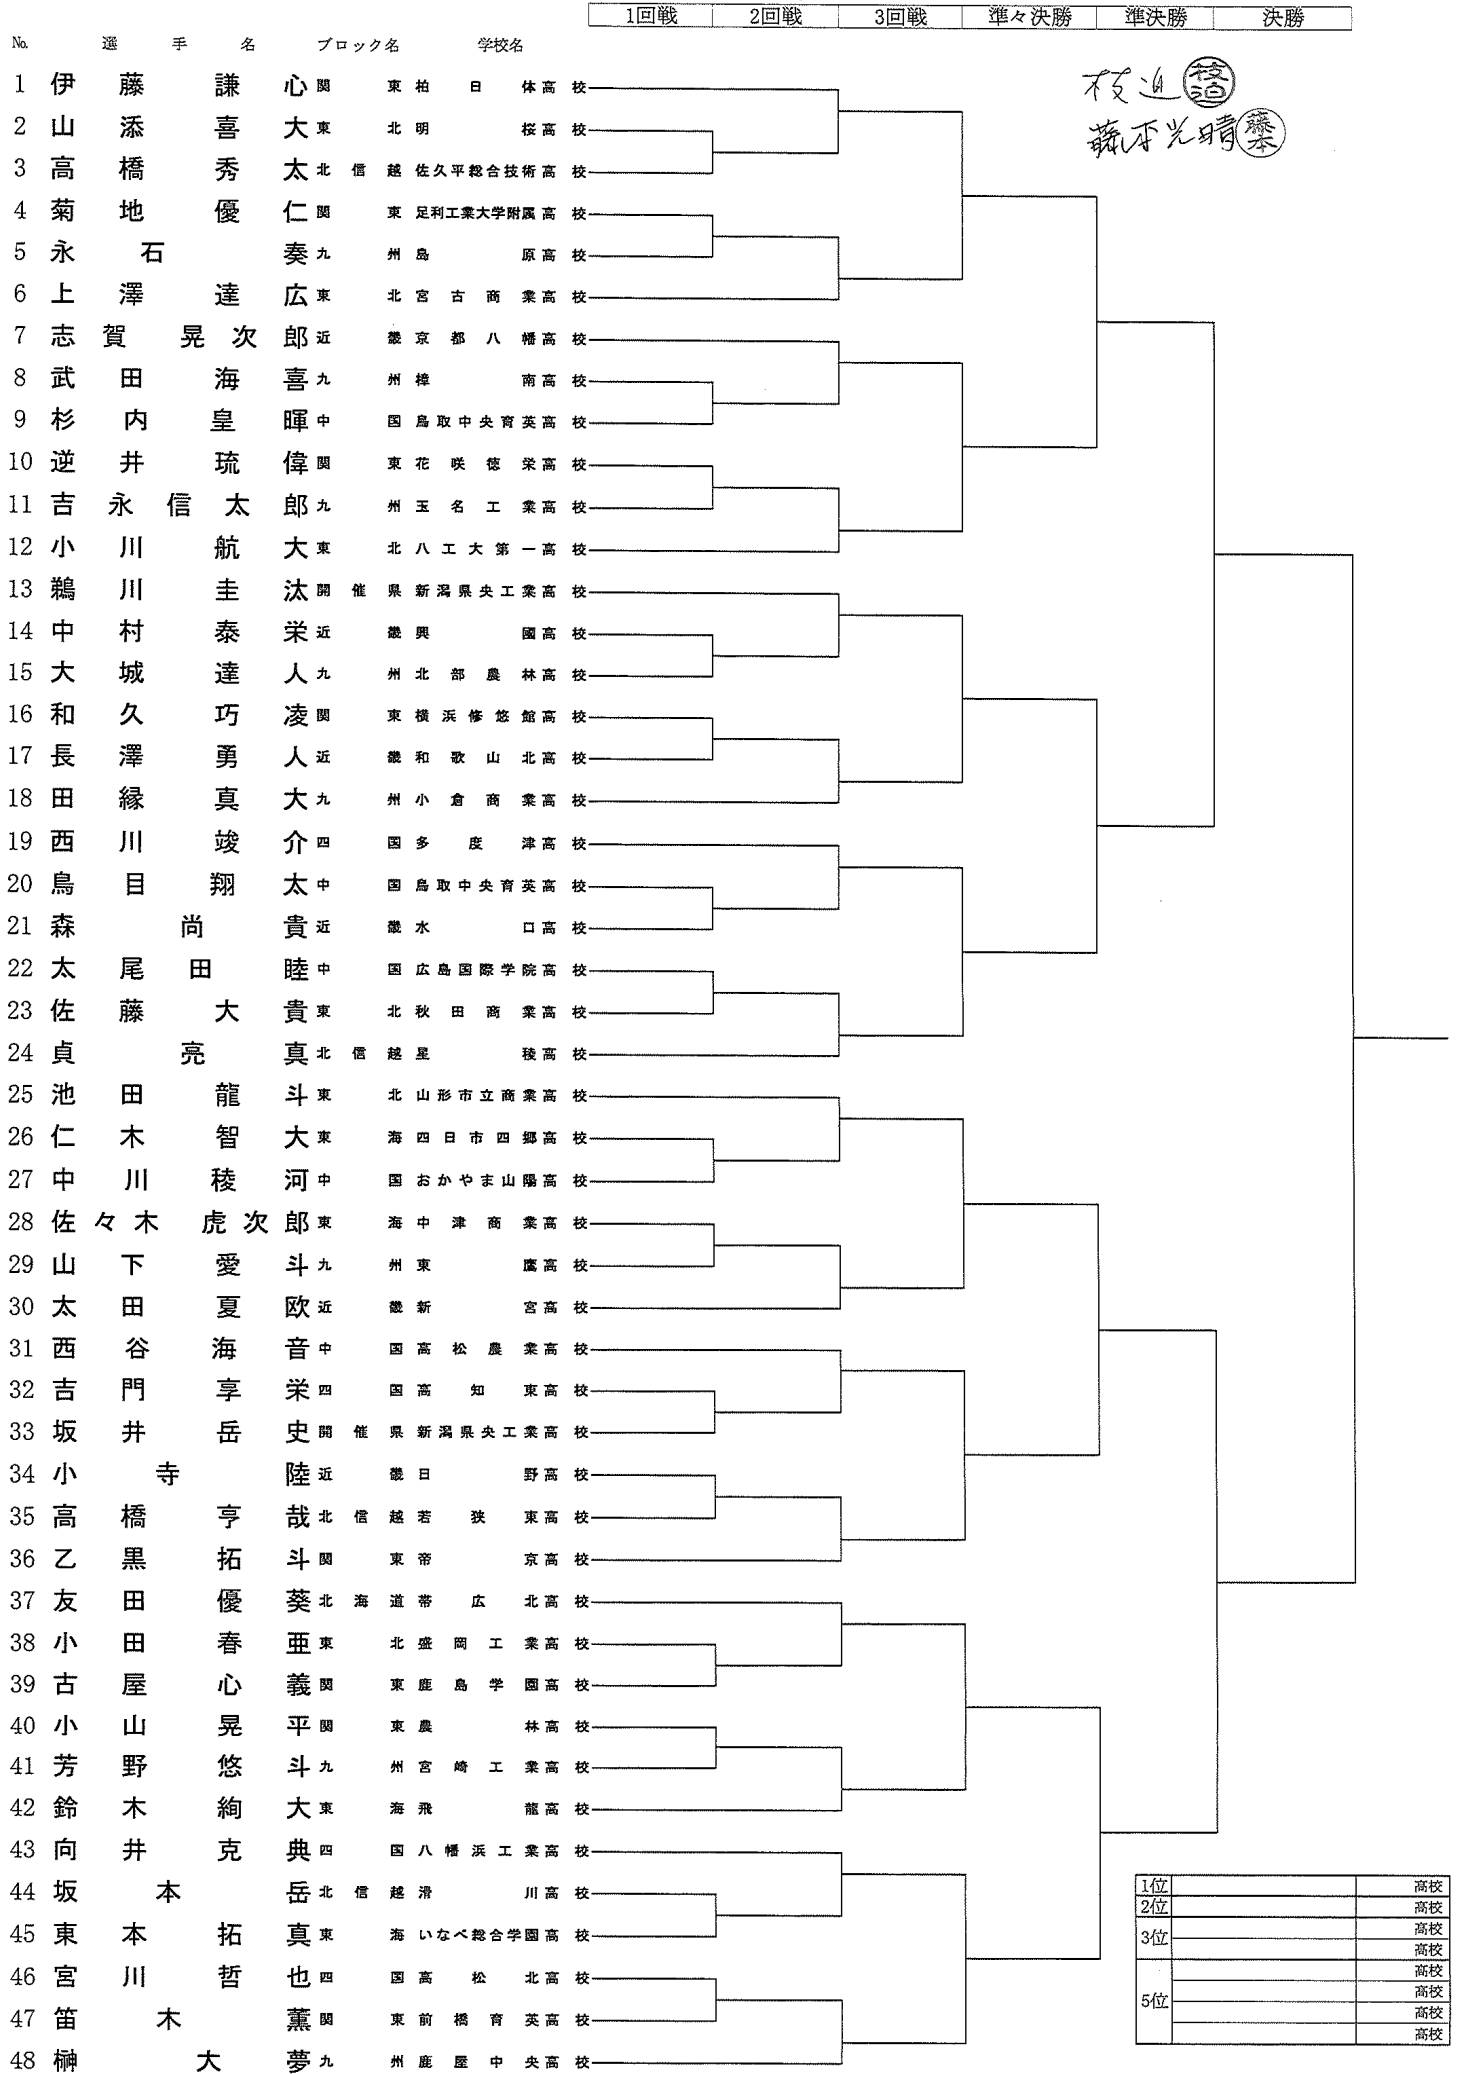 1回戦 2回戦 3回戦 準々決勝 準決勝 決勝
№ 選手名 ブロック名 学校名
枝迫 枝迫
藤本光晴 藤本
1 伊藤謙心 関東 柏日体高校
2 山添喜大 東北 明桜高校
3 高橋秀太 北信越 佐久平総合技術高校
4 菊地優仁 関東 足利工業大学附属高校
5 永石奏 九州 島原高校
6 上澤達広 東北 宮古商業高校
7 志賀晃次郎 近畿 京都八幡高校
8 武田海喜 九州 樟南高校
9 杉内皇暉 中国 鳥取中央育英高校
10 逆井琉偉 関東 花咲徳栄高校
11 吉永信太郎 九州 玉名工業高校
12 小川航大 東北 八工大第一高校
13 鵜川圭汰 開催県 新潟県央工業高校
14 中村泰栄 近畿 興國高校
15 大城達人 九州 北部農林高校
16 和久巧凌 関東 横浜修悠館高校
17 長澤勇人 近畿 和歌山北高校
18 田縁真大 九州 小倉商業高校
19 西川竣介 四国 多度津高校
20 鳥目翔太 中国 鳥取中央育英高校
21 森尚貴 近畿 水口高校
22 太尾田睦 中国 広島国際学院高校
23 佐藤大貴 東北 秋田商業高校
24 貞亮真 北信越 星稜高校
25 池田龍斗 東北 山形市立商業高校
26 仁木智大 東海 四日市四郷高校
27 中川稜河 中国 おかやま山陽高校
28 佐々木虎次郎 東海 中津商業高校
29 山下愛斗 九州 東鷹高校
30 太田夏欧 近畿 新宮高校
31 西谷海音 中国 高松農業高校
32 吉門享栄 四国 高知東高校
33 坂井岳史 開催県 新潟県央工業高校
34 小寺陸 近畿 日野高校
35 高橋亨哉 北信越 若狭東高校
36 乙黒拓斗 関東 帝京高校
37 友田優葵 北海道 帯広北高校
38 小田春亜 東北 盛岡工業高校
39 古屋心義 関東 鹿島学園高校
40 小山晃平 関東 農林高校
41 芳野悠斗 九州 宮崎工業高校
42 鈴木絢大 東海 飛龍高校
43 向井克典 四国 八幡浜工業高校
44 坂本岳 北信越 滑川高校
45 東本拓真 東海 いなべ総合学園高校
46 宮川哲也 四国 高松北高校
47 笛木薫 関東 前橋育英高校
48 榊大夢 九州 鹿屋中央高校
1位 高校
2位 高校
3位 高校
高校
5位 高校
高校
高校
高校